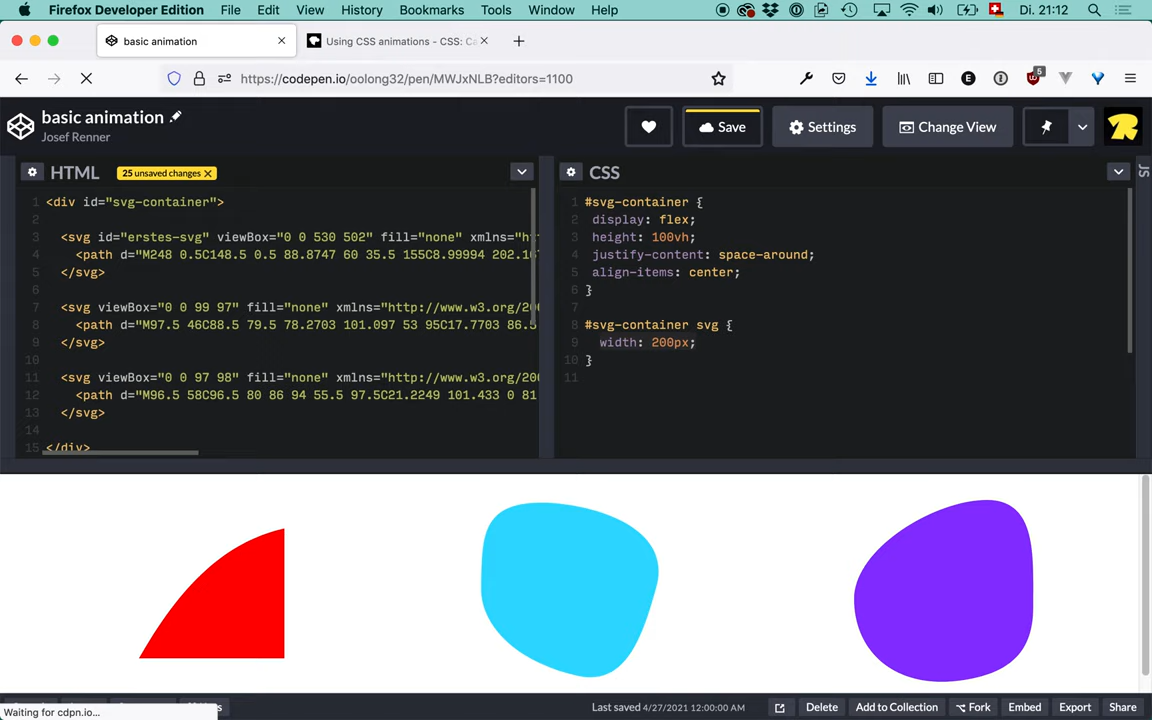 Firefox Developer Edition File Edit View History Bookmarks Tools Window Help Di. 21:12
basic animation
Using CSS animations - CSS: Ca
https://codepen.io/oolong32/pen/MWJxNLB?editors=1100
5
basic animation
Josef Renner
Save
Settings
Change View
HTML
25 unsaved changes
1 <div id="svg-container">
2
3 <svg id="erstes-svg" viewBox="0 0 530 502" fill="none" xmlns="ht
4 <path d="M248 0.5C148.5 0.5 88.8747 60 35.5 155C8.99994 202.16
5 </svg>
6
7 <svg viewBox="0 0 99 97" fill="none" xmlns="http://www.w3.org/200
8 <path d="M97.5 46C88.5 79.5 78.2703 101.097 53 95C17.7703 86.5
9 </svg>
10
11 <svg viewBox="0 0 97 98" fill="none" xmlns="http://www.w3.org/200
12 <path d="M96.5 58C96.5 80 86 94 55.5 97.5C21.2249 101.433 0 81
13 </svg>
14
15 </div>
CSS
JS
1 #svg-container {
2 display: flex;
3 height: 100vh;
4 justify-content: space-around;
5 align-items: center;
6 }
7
8 #svg-container svg {
9 width: 200px;
10 }
11
Waiting for cdpn.io...
Last saved 4/27/2021 12:00:00 AM
Delete
Add to Collection
Fork
Embed
Export
Share